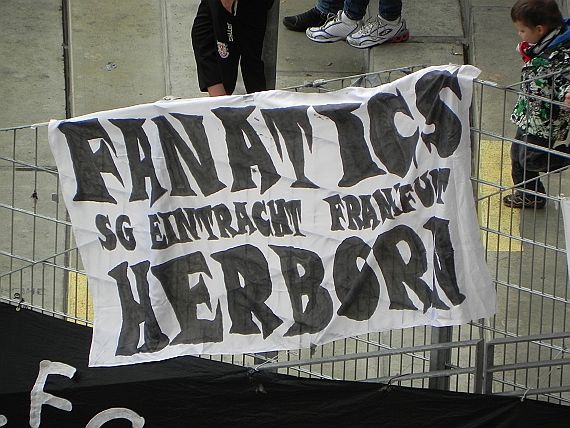 FANATICS
SG EINTRACHT FRANKFURT
HERBORN